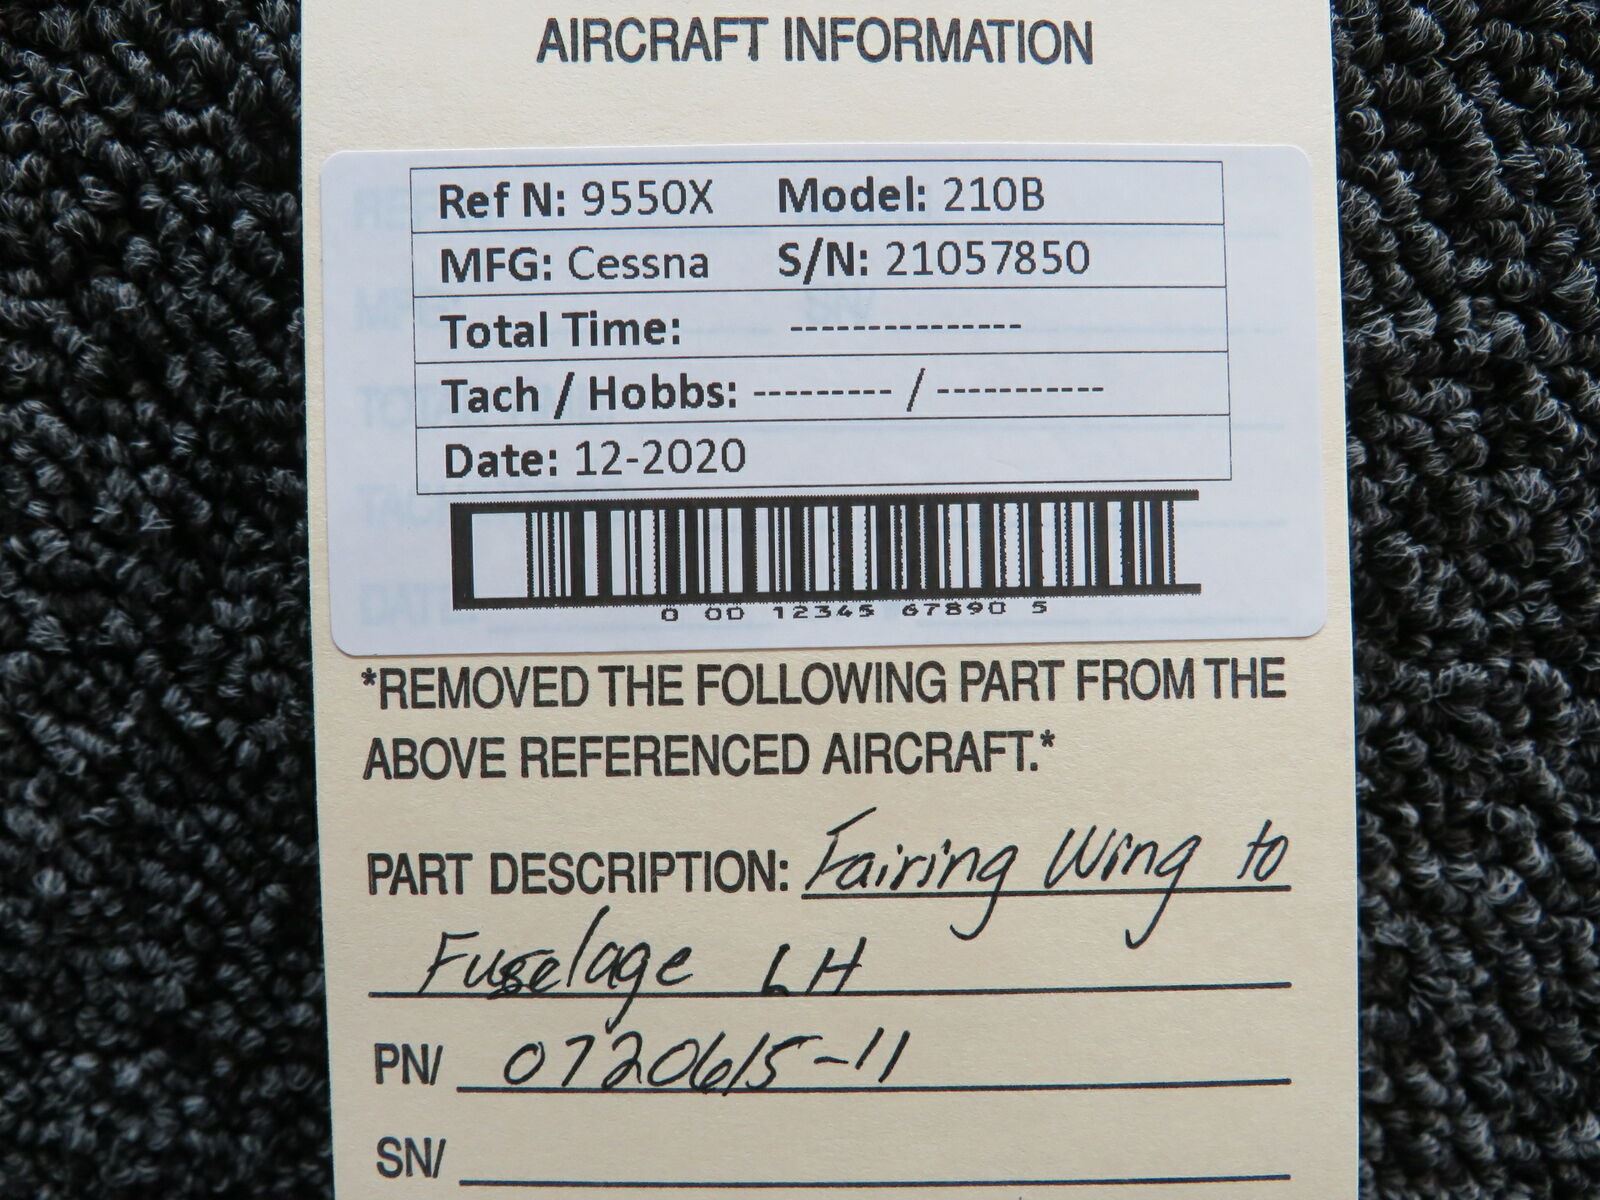 AIRCRAFT INFORMATION
Ref N: 9550X Model: 210B
MFG: Cessna S/N: 21057850
Total Time: ---------------
Tach / Hobbs: --------- / -----------
Date: 12-2020
0 00 12345 67890 5
*REMOVED THE FOLLOWING PART FROM THE
ABOVE REFERENCED AIRCRAFT.*
PART DESCRIPTION: Fairing Wing to
Fuselage LH
PN/ 0720615-11
SN/